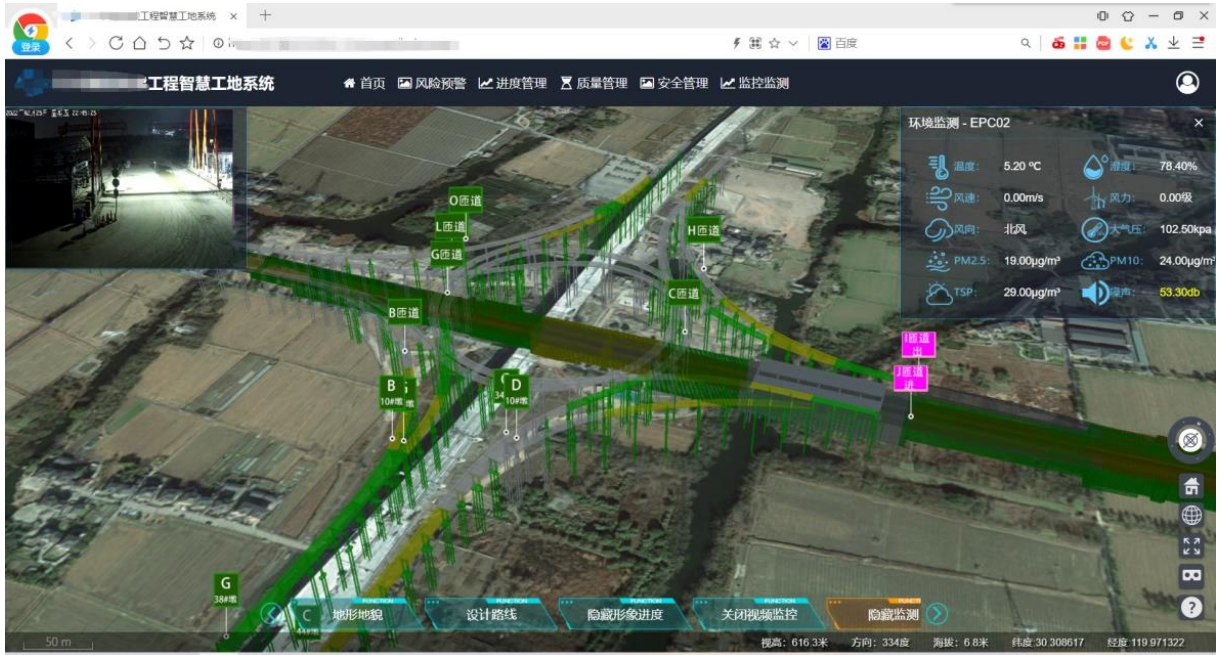 工程智慧工地系统
登录
百度
工程智慧工地系统
首页
风险预警
进度管理
质量管理
安全管理
监控监测
环境监测 - EPC02
温度: 5.20 ºC
湿度: 78.40%
风速: 0.00m/s
风力: 0.00级
风向: 北风
大气压: 102.50kpa
PM2.5: 19.00μg/m³
PM10: 24.00μg/m³
TSP: 29.00μg/m³
噪声: 53.30db
O匝道
L匝道
G匝道
H匝道
C匝道
B匝道
I匝道
出
J匝道
进
B
10#墩
D
10#墩
G
38#墩
C
44#墩
FUNCTION
地形地貌
FUNCTION
设计路线
FUNCTION
隐藏形象进度
FUNCTION
关闭视频监控
隐藏监测
50 m
视高: 616.3米
方向: 334度
海拔: 6.8米
纬度:30.308617
经度:119.971322